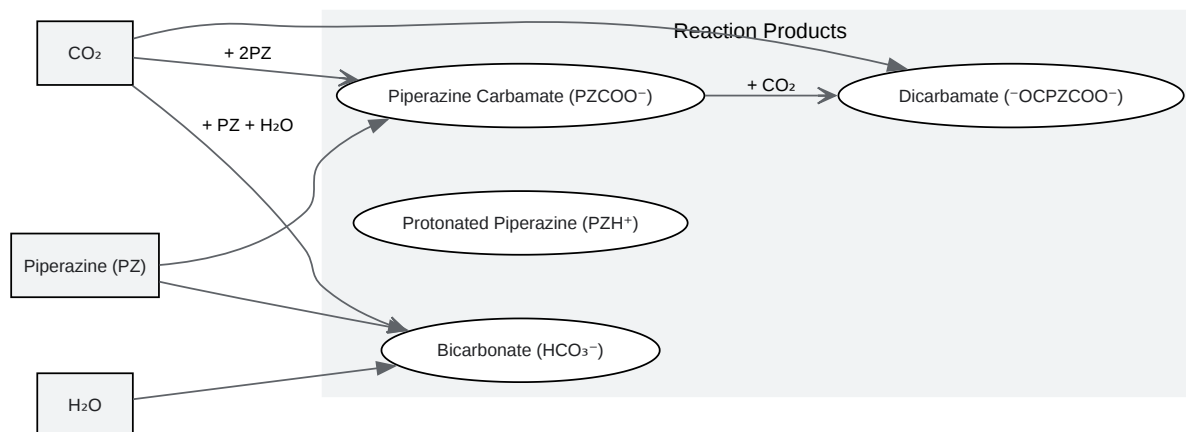 Reaction Products
CO₂
+ 2PZ
Piperazine Carbamate (PZCOO⁻)
+ CO₂
Dicarbamate (⁻OCPZCOO⁻)
+ PZ + H₂O
Protonated Piperazine (PZH⁺)
Piperazine (PZ)
Bicarbonate (HCO₃⁻)
H₂O